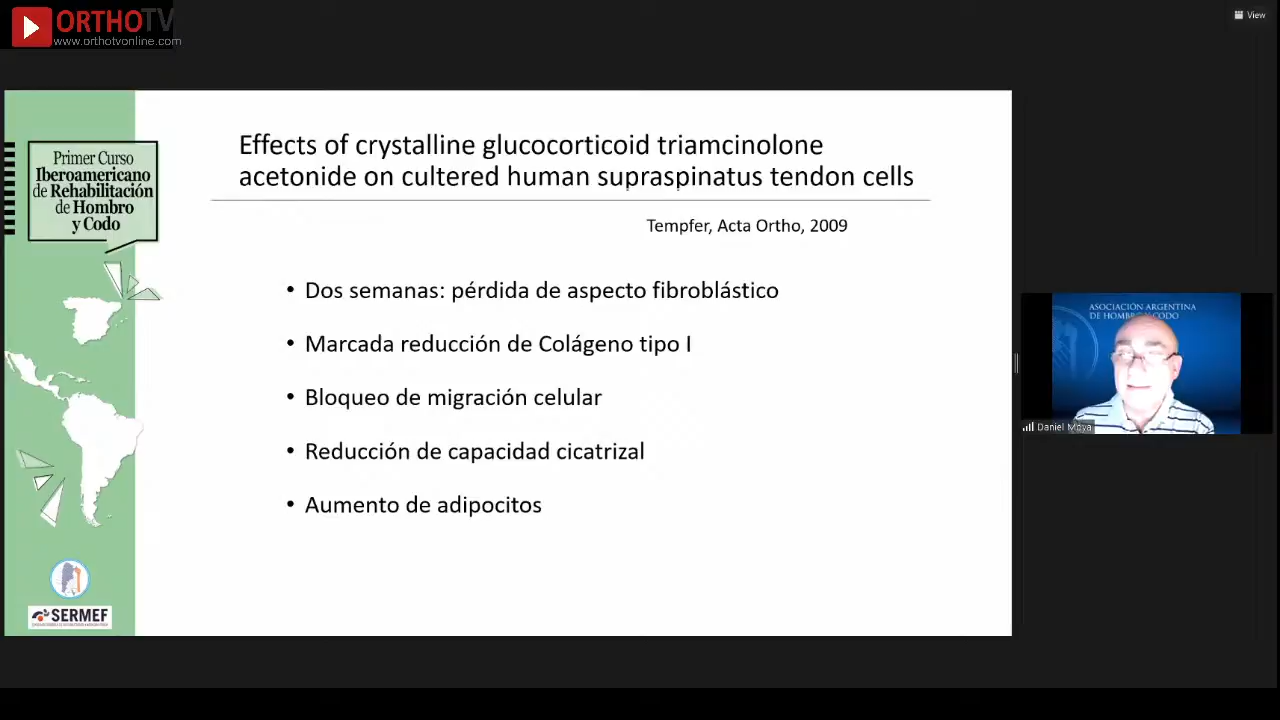 ORTHOTV
www.orthotvonline.com
View
Primer Curso
Iberoamericano
de Rehabilitación
de Hombro
y Codo
Effects of crystalline glucocorticoid triamcinolone
acetonide on cultered human supraspinatus tendon cells
Tempfer, Acta Ortho, 2009
• Dos semanas: pérdida de aspecto fibroblástico
• Marcada reducción de Colágeno tipo I
• Bloqueo de migración celular
• Reducción de capacidad cicatrizal
• Aumento de adipocitos
SERMEF
ASOCIACIÓN ARGENTINA
DE HOMBRO Y CODO
Daniel Moya